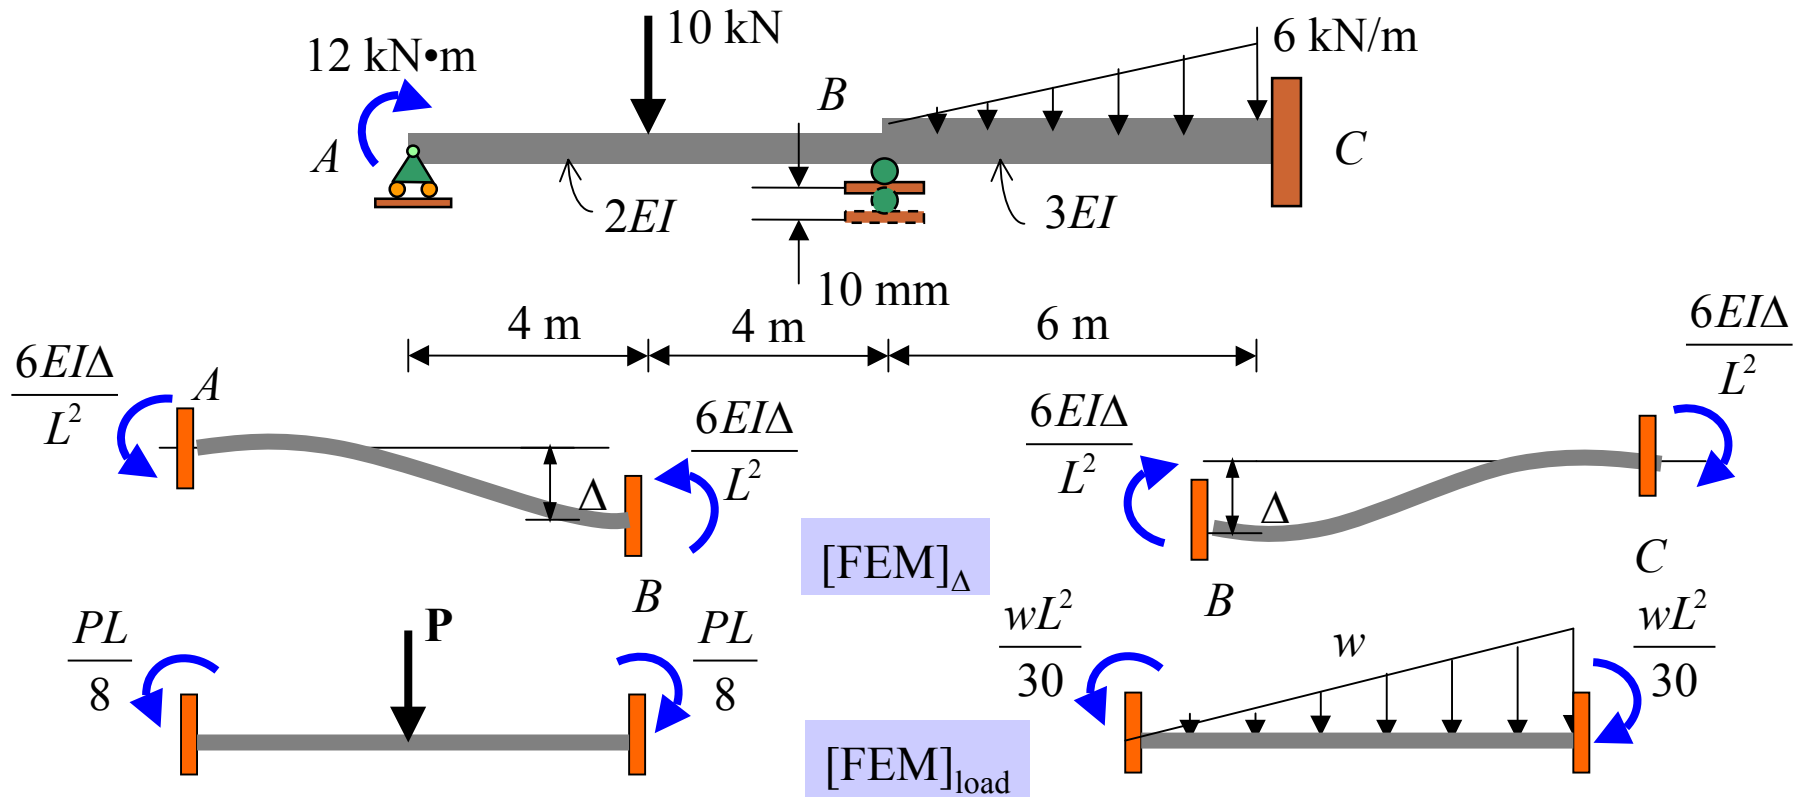 10 kN
6 kN/m
12 kN•m
B
A
C
2EI
3EI
10 mm
4 m
4 m
6 m
6EIΔ
L²
A
6EIΔ
L²
Δ
B
6EIΔ
L²
Δ
B
6EIΔ
L²
C
[FEM]Δ
PL
8
P
PL
8
wL²
30
w
wL²
30
[FEM]load